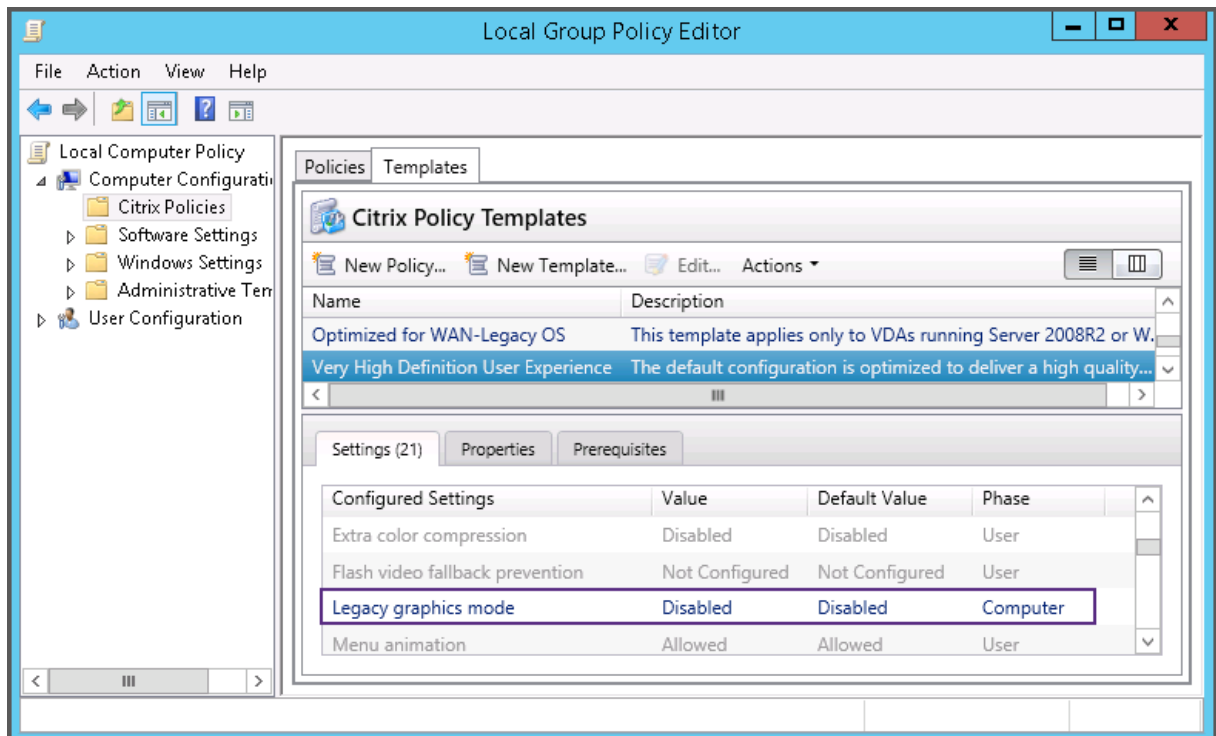 Local Group Policy Editor
File Action View Help
Local Computer Policy
Computer Configurati
Citrix Policies
Software Settings
Windows Settings
Administrative Tem
User Configuration
Policies Templates
Citrix Policy Templates
New Policy... New Template... Edit... Actions
Name Description
Optimized for WAN-Legacy OS This template applies only to VDAs running Server 2008R2 or W.
Very High Definition User Experience The default configuration is optimized to deliver a high quality...
Settings (21) Properties Prerequisites
Configured Settings Value Default Value Phase
Extra color compression Disabled Disabled User
Flash video fallback prevention Not Configured Not Configured User
Legacy graphics mode Disabled Disabled Computer
Menu animation Allowed Allowed User